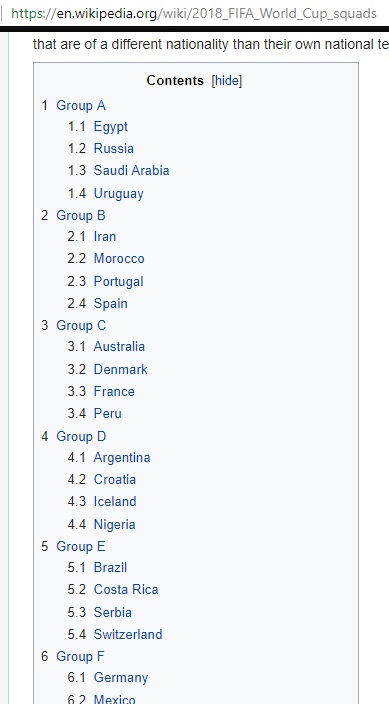 https://en.wikipedia.org/wiki/2018_FIFA_World_Cup_squads
that are of a different nationality than their own national te
Contents [hide]
1 Group A
1.1 Egypt
1.2 Russia
1.3 Saudi Arabia
1.4 Uruguay
2 Group B
2.1 Iran
2.2 Morocco
2.3 Portugal
2.4 Spain
3 Group C
3.1 Australia
3.2 Denmark
3.3 France
3.4 Peru
4 Group D
4.1 Argentina
4.2 Croatia
4.3 Iceland
4.4 Nigeria
5 Group E
5.1 Brazil
5.2 Costa Rica
5.3 Serbia
5.4 Switzerland
6 Group F
6.1 Germany
6.2 Mexico